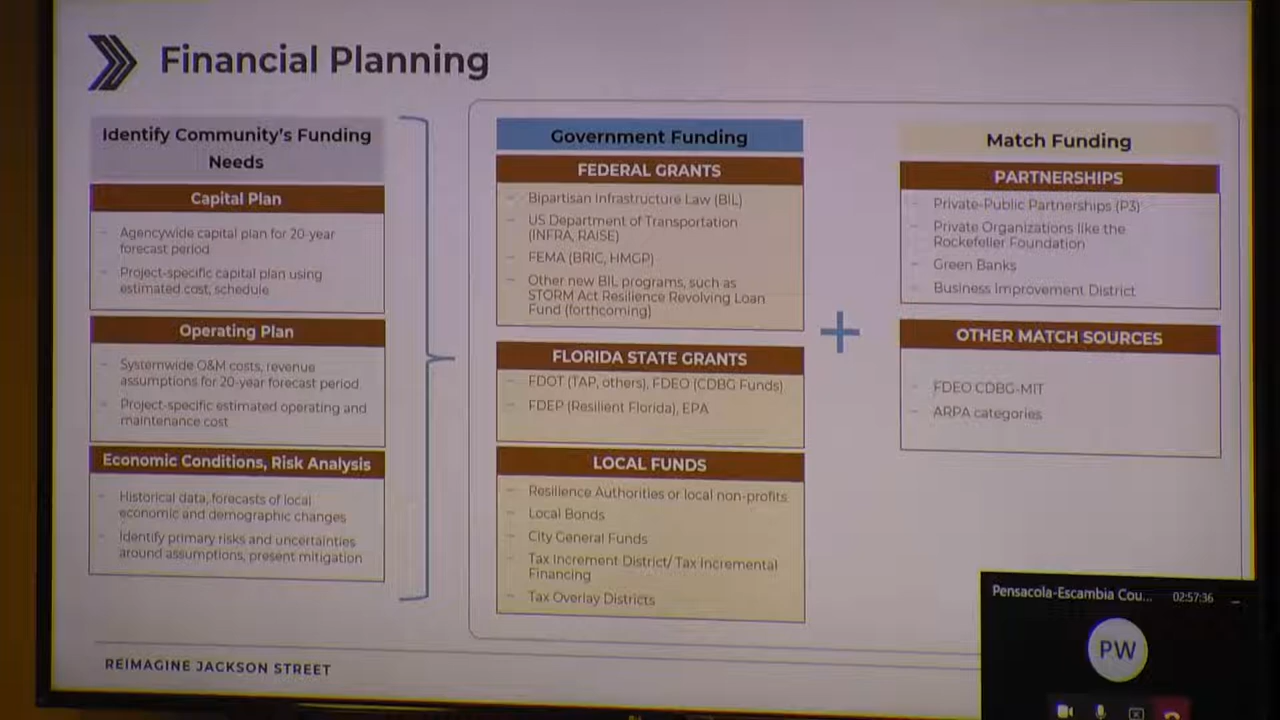 Financial Planning
Identify Community's Funding
Needs
Capital Plan
– Agencywide capital plan for 20-year
forecast period
– Project-specific capital plan using
estimated cost, schedule
Operating Plan
– Systemwide O&M costs, revenue
assumptions for 20-year forecast period
– Project-specific estimated operating and
maintenance cost
Economic Conditions, Risk Analysis
– Historical data, forecasts of local
economic and demographic changes
– Identify primary risks and uncertainties
around assumptions, present mitigation
Government Funding
FEDERAL GRANTS
– Bipartisan Infrastructure Law (BIL)
– US Department of Transportation
(INFRA, RAISE)
– FEMA (BRIC, HMGP)
– Other new BIL programs, such as
STORM Act Resilience Revolving Loan
Fund (forthcoming)
FLORIDA STATE GRANTS
– FDOT (TAP, others), FDEO (CDBG Funds)
– FDEP (Resilient Florida), EPA
LOCAL FUNDS
– Resilience Authorities or local non-profits
– Local Bonds
– City General Funds
– Tax Increment District/ Tax Incremental
Financing
– Tax Overlay Districts
+
Match Funding
PARTNERSHIPS
– Private-Public Partnerships (P3)
– Private Organizations like the
Rockefeller Foundation
– Green Banks
– Business Improvement District
OTHER MATCH SOURCES
– FDEO CDBG-MIT
– ARPA categories
REIMAGINE JACKSON STREET
Pensacola-Escambia Cou... 02:57:36
PW